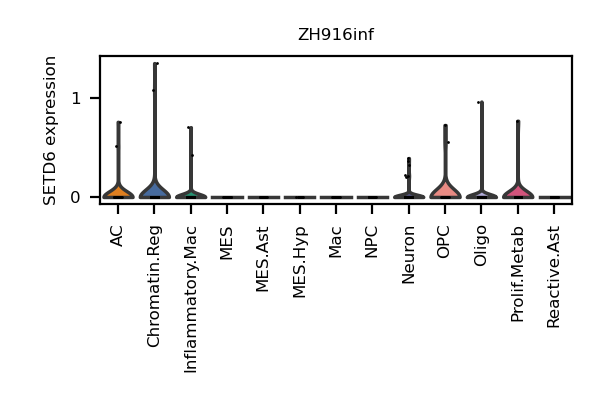 ZH916inf
SETD6 expression
1
0
AC
Chromatin.Reg
Inflammatory.Mac
MES
MES.Ast
MES.Hyp
Mac
NPC
Neuron
OPC
Oligo
Prolif.Metab
Reactive.Ast